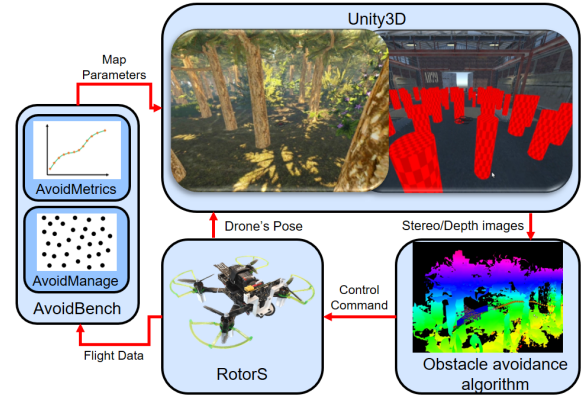 Unity3D
Map
Parameters
AvoidMetrics
AvoidManage
AvoidBench
Drone's Pose
Stereo/Depth images
Control
Command
Flight Data
RotorS
Obstacle avoidance
algorithm